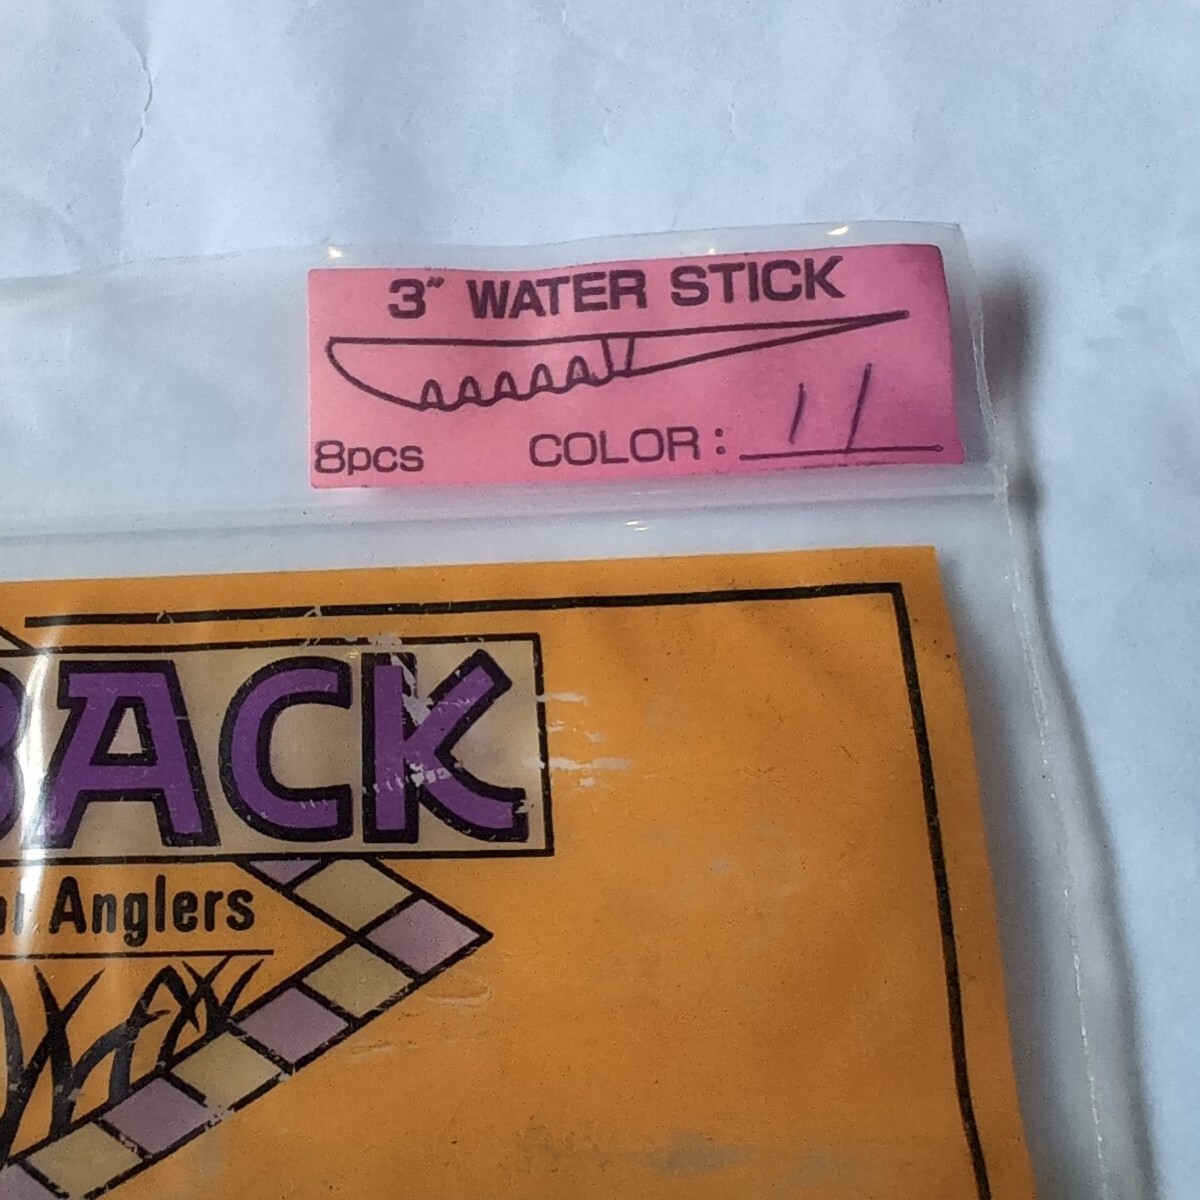 3" WATER STICK
8pcs COLOR: 11
BACK
Anglers